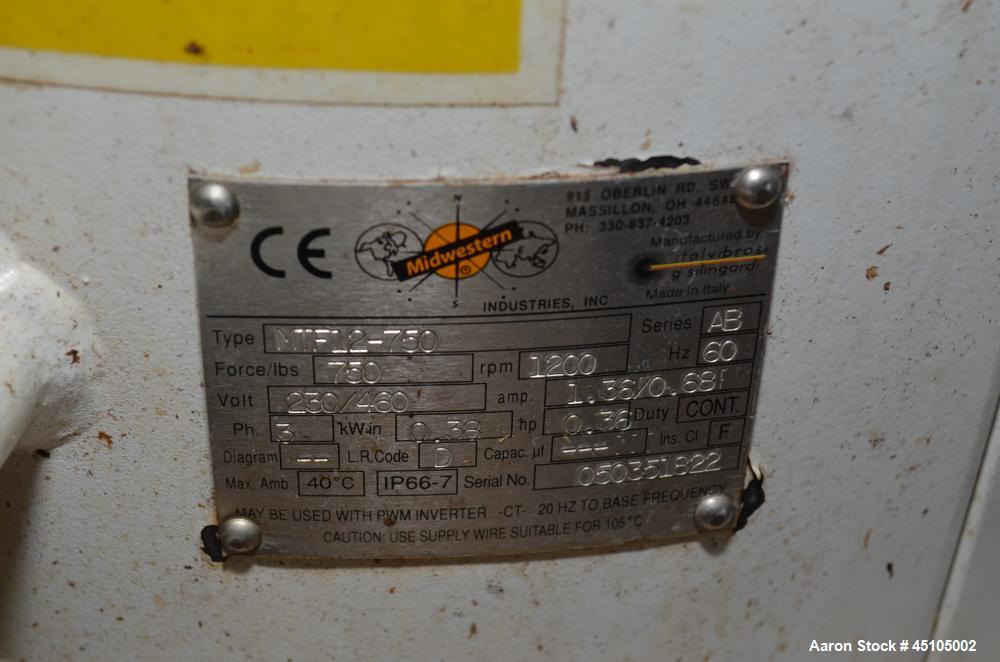 N
S
CE
Midwestern
INDUSTRIES, INC
915 OBERLIN RD. SW
MASSILLON, OH 44648
PH: 330-837-4203
Manufactured by
italvibras
g silingardi
Made in Italy
Type MTF12-750 Series AB
Force/lbs 750 rpm 1200 Hz 60
Volt 230/460 amp. 1.36/0.68
Ph. 3 kW.in 0.38 hp 0.36 Duty CONT.
Diagram -- L.R.Code D Capac. µf --- Ins. Cl F
Max. Amb. 40°C IP66-7 Serial No. 050351822
MAY BE USED WITH PWM INVERTER -CT- 20 HZ TO BASE FREQUENCY
CAUTION: USE SUPPLY WIRE SUITABLE FOR 105°C
Aaron Stock # 45105002